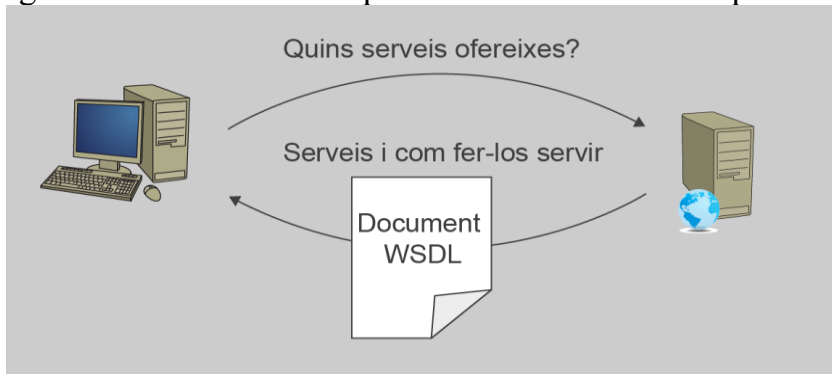 Quins serveis ofereixes?
Serveis i com fer-los servir
Document
WSDL